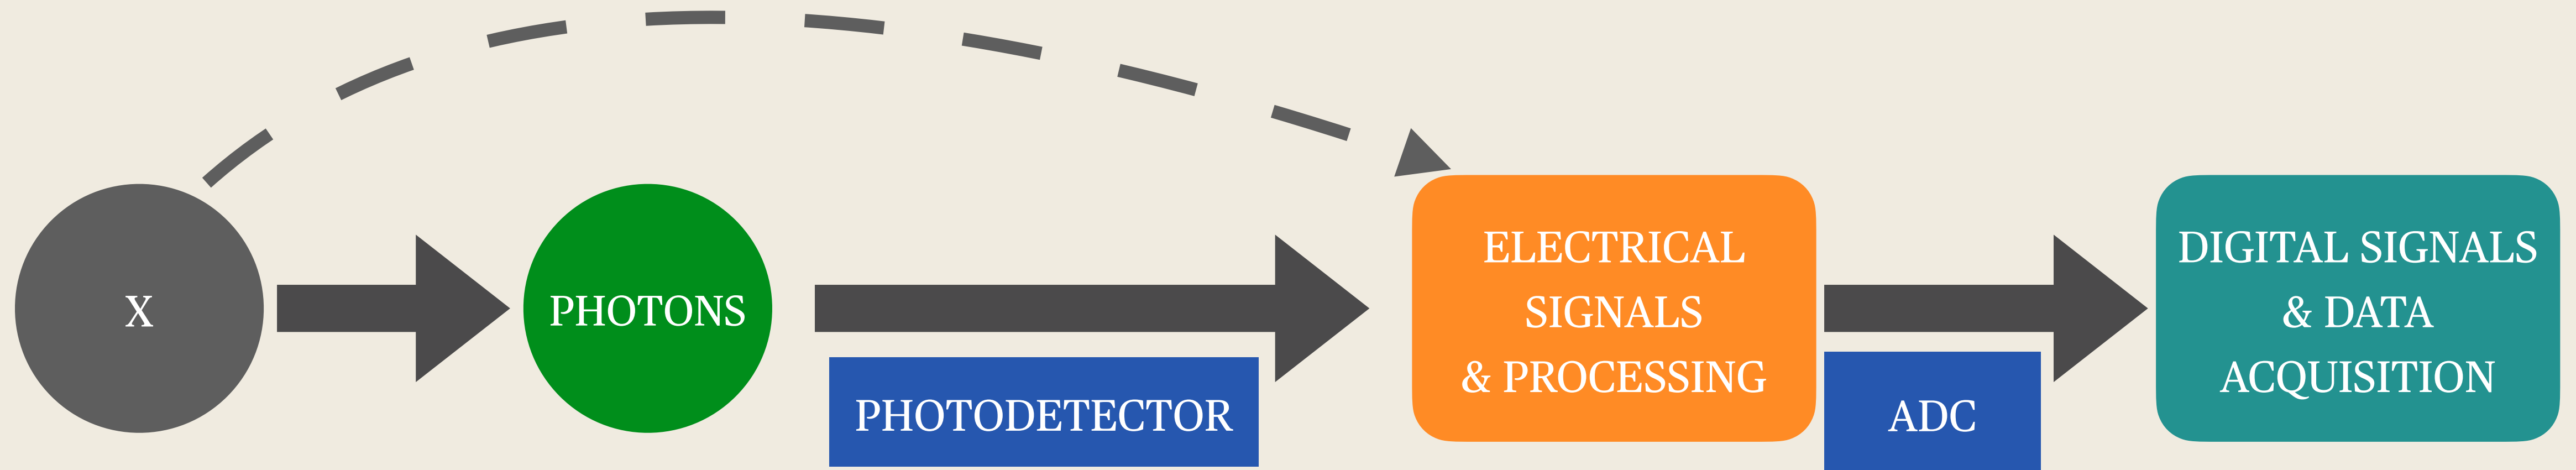 X
PHOTONS
PHOTODETECTOR
ELECTRICAL
SIGNALS
& PROCESSING
ADC
DIGITAL SIGNALS
& DATA
ACQUISITION